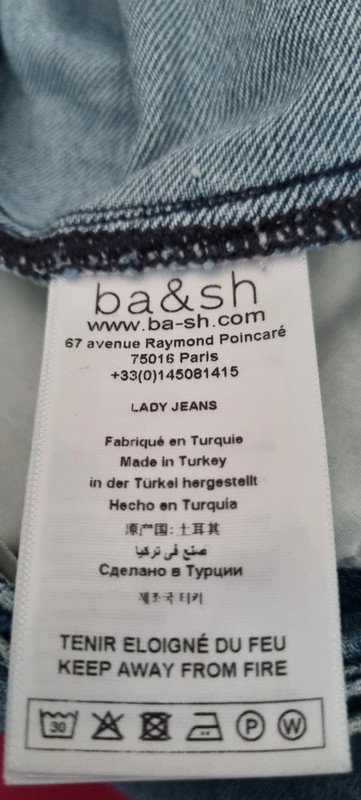 ba&sh
www.ba-sh.com
67 avenue Raymond Poincaré
75016 Paris
+33(0)145081415
LADY JEANS
Fabriqué en Turquie
Made in Turkey
in der Türkei hergestellt
Hecho en Turquía
原产国: 土耳其
صنع في تركيا
Сделано в Турции
제조국 터키
TENIR ELOIGNÉ DU FEU
KEEP AWAY FROM FIRE
30 P W